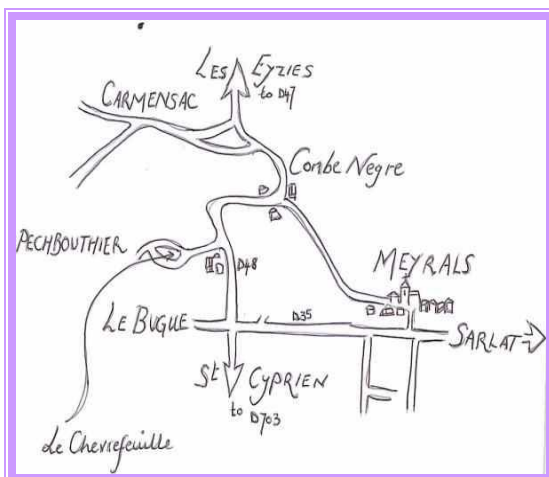 LES EYZIES
to D47
CARMENSAC
Combe Negre
PECHBOUTHIER
D48
MEYRALS
LE BUGUE
D35
SARLAT
St CYPRIEN
to D703
Le Chevrefeuille